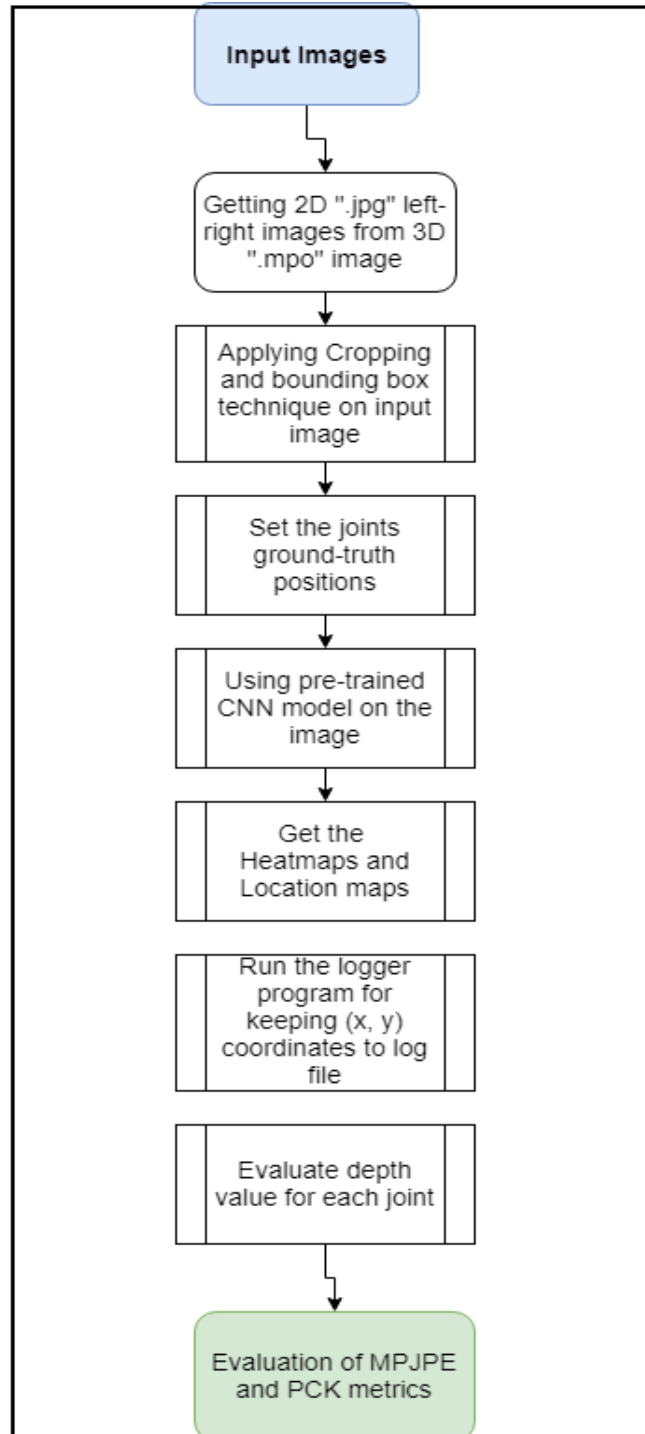 Input Images
Getting 2D ".jpg" left-
right images from 3D
".mpo" image
Applying Cropping
and bounding box
technique on input
image
Set the joints
ground-truth
positions
Using pre-trained
CNN model on the
image
Get the
Heatmaps and
Location maps
Run the logger
program for
keeping (x, y)
coordinates to log
file
Evaluate depth
value for each joint
Evaluation of MPJPE
and PCK metrics